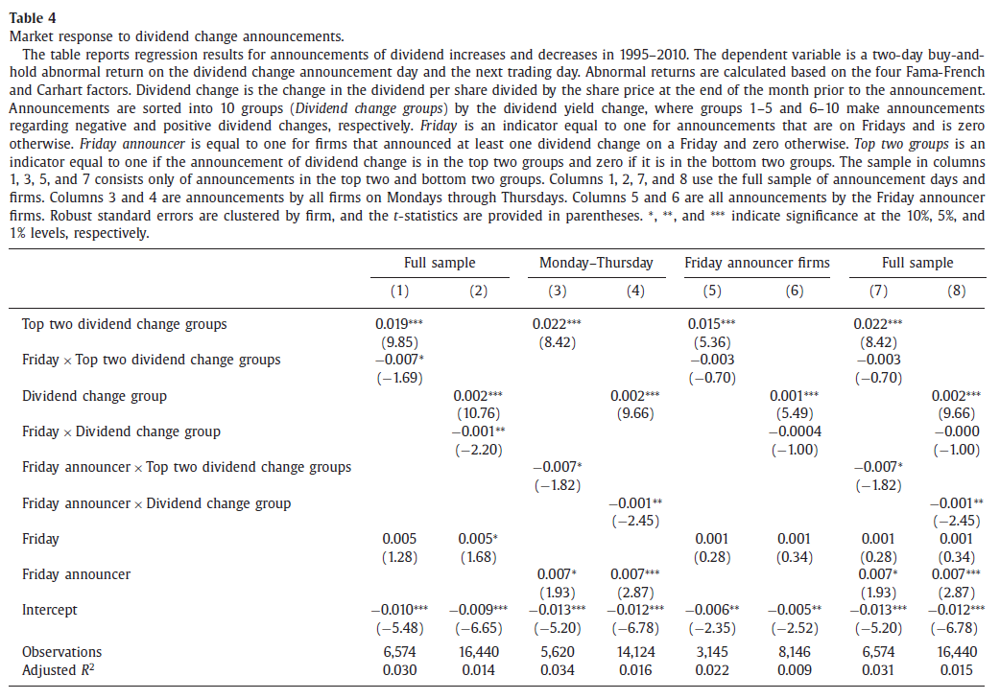 Table 4
Market response to dividend change announcements.
The table reports regression results for announcements of dividend increases and decreases in 1995–2010. The dependent variable is a two-day buy-and-
hold abnormal return on the dividend change announcement day and the next trading day. Abnormal returns are calculated based on the four Fama-French
and Carhart factors. Dividend change is the change in the dividend per share divided by the share price at the end of the month prior to the announcement.
Announcements are sorted into 10 groups (Dividend change groups) by the dividend yield change, where groups 1–5 and 6–10 make announcements
regarding negative and positive dividend changes, respectively. Friday is an indicator equal to one for announcements that are on Fridays and is zero
otherwise. Friday announcer is equal to one for firms that announced at least one dividend change on a Friday and zero otherwise. Top two groups is an
indicator equal to one if the announcement of dividend change is in the top two groups and zero if it is in the bottom two groups. The sample in columns
1, 3, 5, and 7 consists only of announcements in the top two and bottom two groups. Columns 1, 2, 7, and 8 use the full sample of announcement days and
firms. Columns 3 and 4 are announcements by all firms on Mondays through Thursdays. Columns 5 and 6 are all announcements by the Friday announcer
firms. Robust standard errors are clustered by firm, and the t-statistics are provided in parentheses. *, **, and *** indicate significance at the 10%, 5%, and
1% levels, respectively.
Full sample Monday–Thursday Friday announcer firms Full sample
(1) (2) (3) (4) (5) (6) (7) (8)
Top two dividend change groups 0.019*** 0.022*** 0.015*** 0.022***
(9.85) (8.42) (5.36) (8.42)
Friday × Top two dividend change groups −0.007* −0.003 −0.003
(−1.69) (−0.70) (−0.70)
Dividend change group 0.002*** 0.002*** 0.001*** 0.002***
(10.76) (9.66) (5.49) (9.66)
Friday × Dividend change group −0.001** −0.0004 −0.000
(−2.20) (−1.00) (−1.00)
Friday announcer × Top two dividend change groups −0.007* −0.007*
(−1.82) (−1.82)
Friday announcer × Dividend change group −0.001** −0.001**
(−2.45) (−2.45)
Friday 0.005 0.005* 0.001 0.001 0.001 0.001
(1.28) (1.68) (0.28) (0.34) (0.28) (0.34)
Friday announcer 0.007* 0.007*** 0.007* 0.007***
(1.93) (2.87) (1.93) (2.87)
Intercept −0.010*** −0.009*** −0.013*** −0.012*** −0.006** −0.005** −0.013*** −0.012***
(−5.48) (−6.65) (−5.20) (−6.78) (−2.35) (−2.52) (−5.20) (−6.78)
Observations 6,574 16,440 5,620 14,124 3,145 8,146 6,574 16,440
Adjusted R² 0.030 0.014 0.034 0.016 0.022 0.009 0.031 0.015